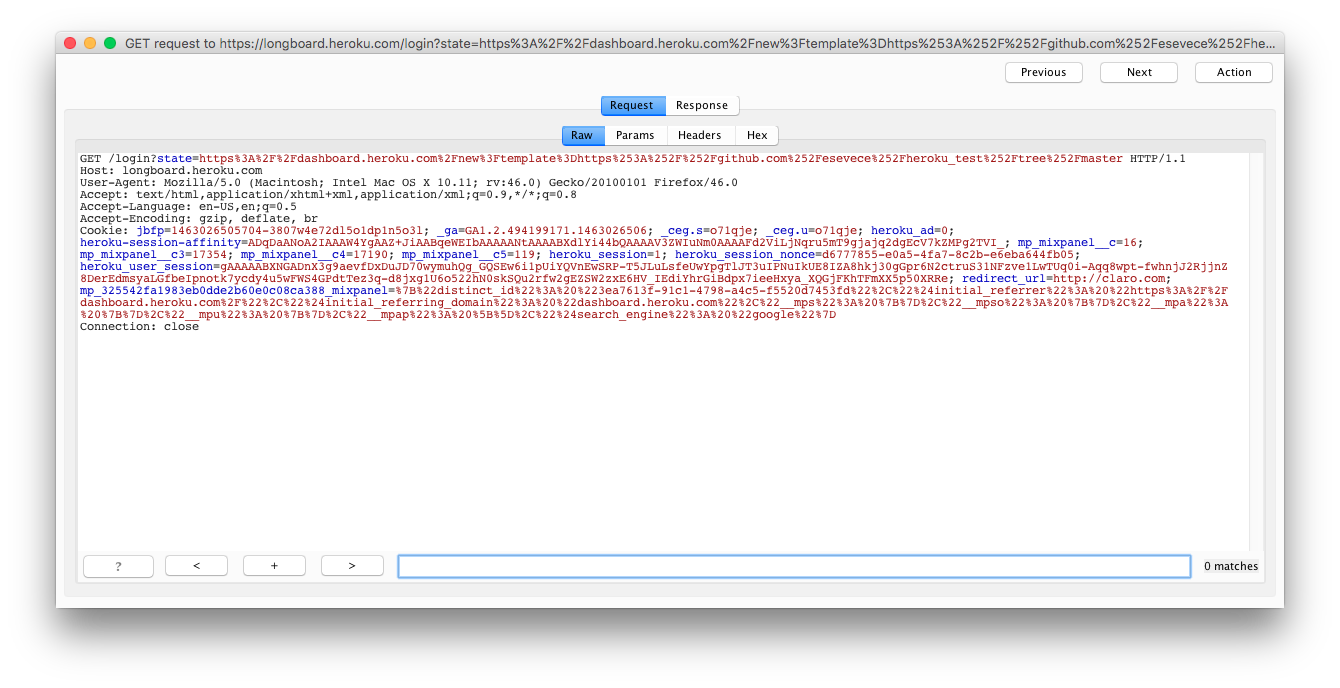 GET request to https://longboard.heroku.com/login?state=https%3A%2F%2Fdashboard.heroku.com%2Fnew%3Ftemplate%3Dhttps%253A%252F%252Fgithub.com%252Fesevece%252Fhe...
Previous Next Action
Request Response
Raw Params Headers Hex
GET /login?state=https%3A%2F%2Fdashboard.heroku.com%2Fnew%3Ftemplate%3Dhttps%253A%252F%252Fgithub.com%252Fesevece%252Fheroku_test%252Ftree%252Fmaster HTTP/1.1
Host: longboard.heroku.com
User-Agent: Mozilla/5.0 (Macintosh; Intel Mac OS X 10.11; rv:46.0) Gecko/20100101 Firefox/46.0
Accept: text/html,application/xhtml+xml,application/xml;q=0.9,*/*;q=0.8
Accept-Language: en-US,en;q=0.5
Accept-Encoding: gzip, deflate, br
Cookie: jbfp=1463026505704-3807w4e72dl5o1dp1n5o3l; _ga=GA1.2.494199171.1463026506; _ceg.s=o71qje; _ceg.u=o71qje; heroku_ad=0;
heroku-session-affinity=ADqDaANoA2IAAAW4YgAAZ+JiAABqeWEIbAAAAANtAAAABXdlYi44bQAAAAV3ZWIuNm0AAAAFd2ViLjNqru5mT9gjajq2dgEcV7kZMPg2TVI_; mp_mixpanel__c=16;
mp_mixpanel__c3=17354; mp_mixpanel__c4=17190; mp_mixpanel__c5=119; heroku_session=1; heroku_session_nonce=d6777855-e0a5-4fa7-8c2b-e6eba644fb05;
heroku_user_session=gAAAAABXNGADnX3g9aevfDxDuJD70wymuhQg_GQSEw6i1pUiYQVnEwSRP-T5JLuLsfeUwYpgTlJT3uIPNuIkUE8IZA8hkj30gGpr6N2ctruS31NFzve1LwTUq0i-Aqq8wpt-fwhnjJ2RjjnZ
8DerEdmsyaLGfbeIpnotk7ycdy4u5wFWS4GPdtTez3q-d8jxg1U6o522hN0skSQu2rfw2gEZSW2zxE6HV_IEdiYhrGiBdpx7ieeHxya_XQGjFKhTFmXX5p50XRRe; redirect_url=http://claro.com;
mp_325542fa1983eb0dde2b60e0c08ca388_mixpanel=%7B%22distinct_id%22%3A%20%223ea7613f-91c1-4798-a4c5-f5520d7453fd%22%2C%22%24initial_referrer%22%3A%20%22https%3A%2F%2F
dashboard.heroku.com%2F%22%2C%22%24initial_referring_domain%22%3A%20%22dashboard.heroku.com%22%2C%22__mps%22%3A%20%7B%7D%2C%22__mpso%22%3A%20%7B%7D%2C%22__mpa%22%3A
%20%7B%7D%2C%22__mpu%22%3A%20%7B%7D%2C%22__mpap%22%3A%20%5B%5D%2C%22%24search_engine%22%3A%20%22google%22%7D
Connection: close
? < + > 0 matches